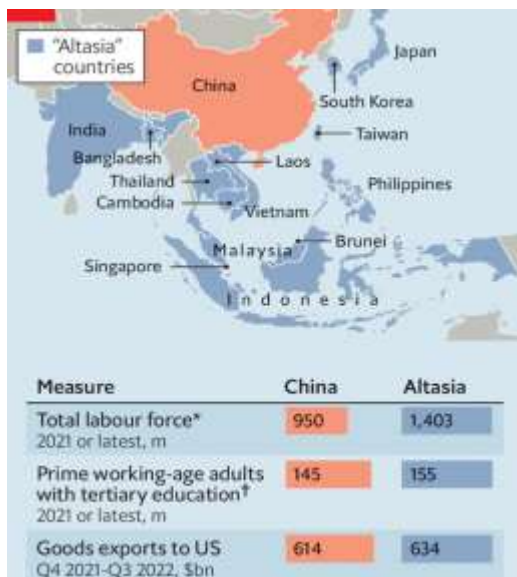 "Altasia"
countries
Japan
China
South Korea
Taiwan
India
Bangladesh
Laos
Thailand
Philippines
Cambodia
Vietnam
Malaysia
Brunei
Singapore
Indonesia
Measure China Altasia
Total labour force* 950 1,403
2021 or latest, m
Prime working-age adults 145 155
with tertiary education†
2021 or latest, m
Goods exports to US 614 634
Q4 2021-Q3 2022, $bn